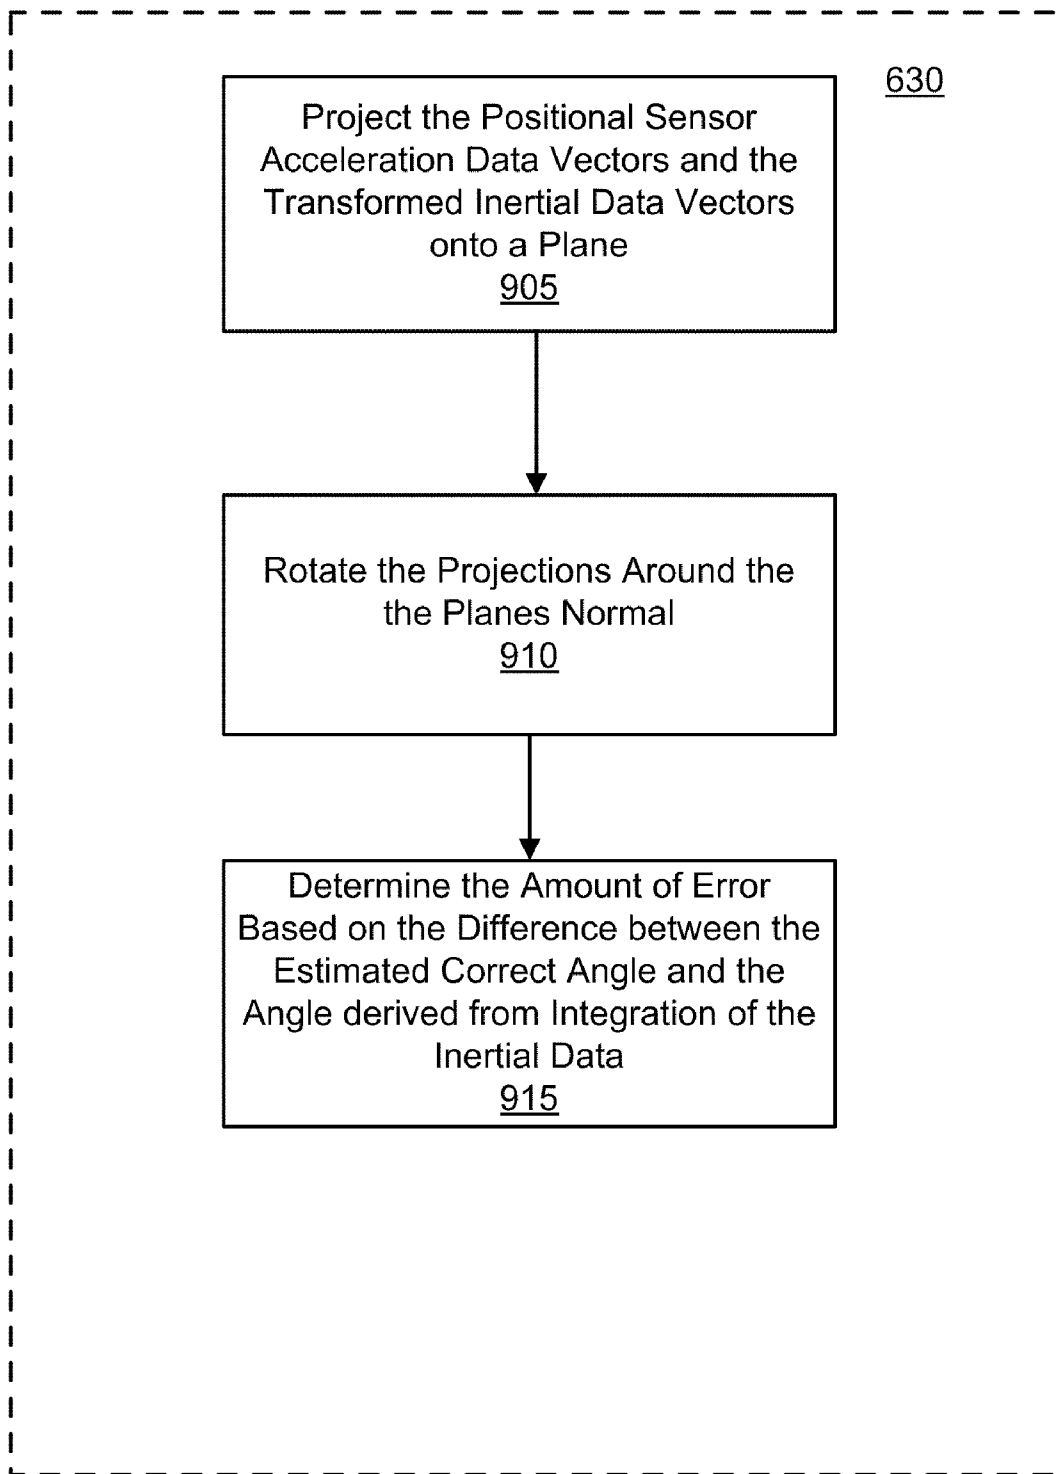 630
Project the Positional Sensor
Acceleration Data Vectors and the
Transformed Inertial Data Vectors
onto a Plane
905
Rotate the Projections Around the
the Planes Normal
910
Determine the Amount of Error
Based on the Difference between the
Estimated Correct Angle and the
Angle derived from Integration of the
Inertial Data
915